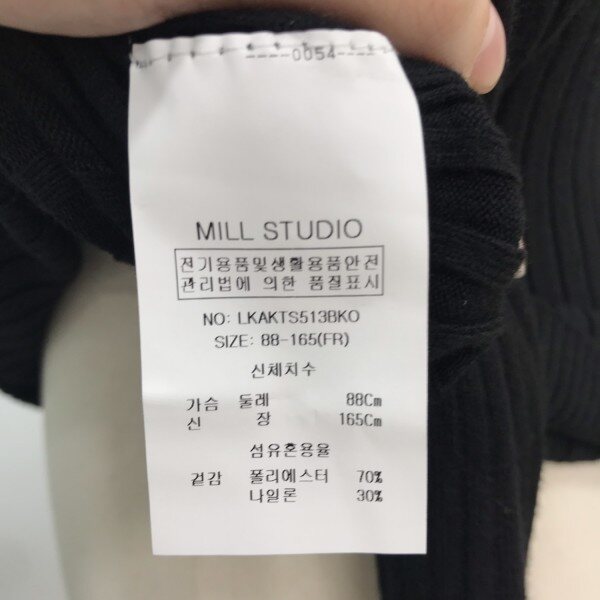 ----0054----
MILL STUDIO
전기용품및생활용품안전
관리법에 의한 품질표시
NO: LKAKTS513BKO
SIZE: 88-165(FR)
신체치수
가슴 둘레 88Cm
신 장 165Cm
섬유혼용율
겉감 폴리에스터 70%
나일론 30%